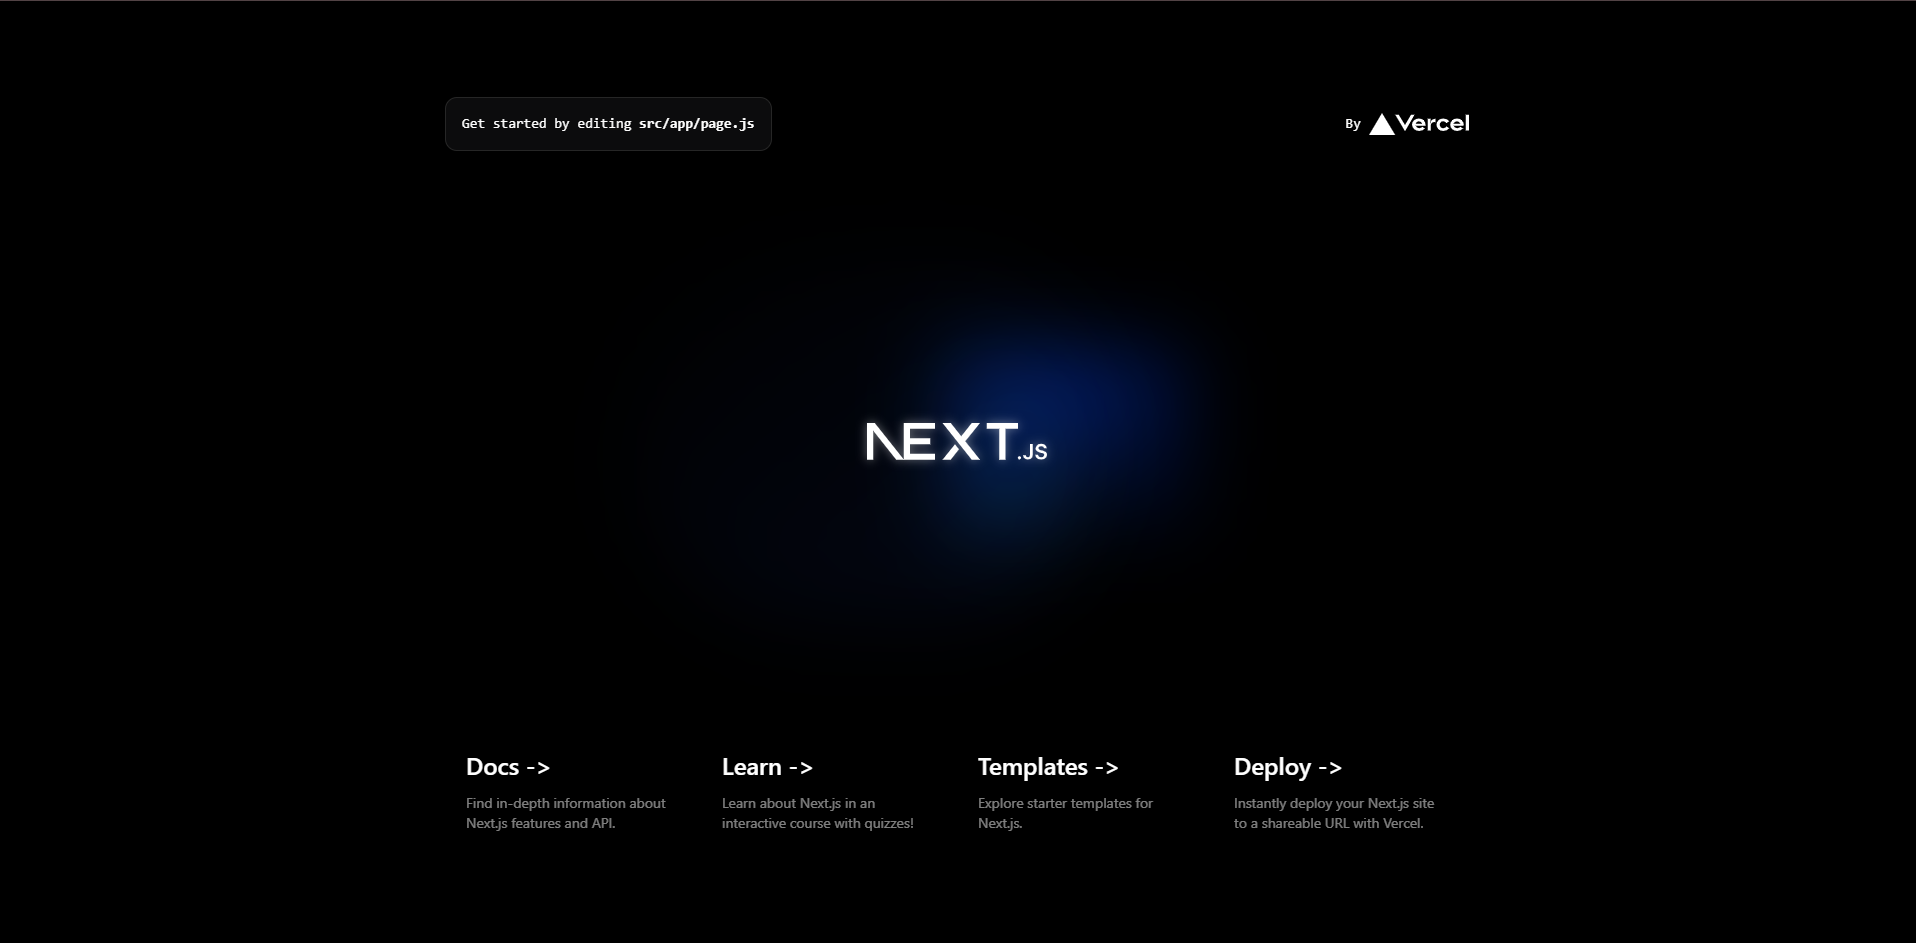 Get started by editing src/app/page.js
By Vercel
NEXT.JS
Docs ->
Find in-depth information about
Next.js features and API.
Learn ->
Learn about Next.js in an
interactive course with quizzes!
Templates ->
Explore starter templates for
Next.js.
Deploy ->
Instantly deploy your Next.js site
to a shareable URL with Vercel.